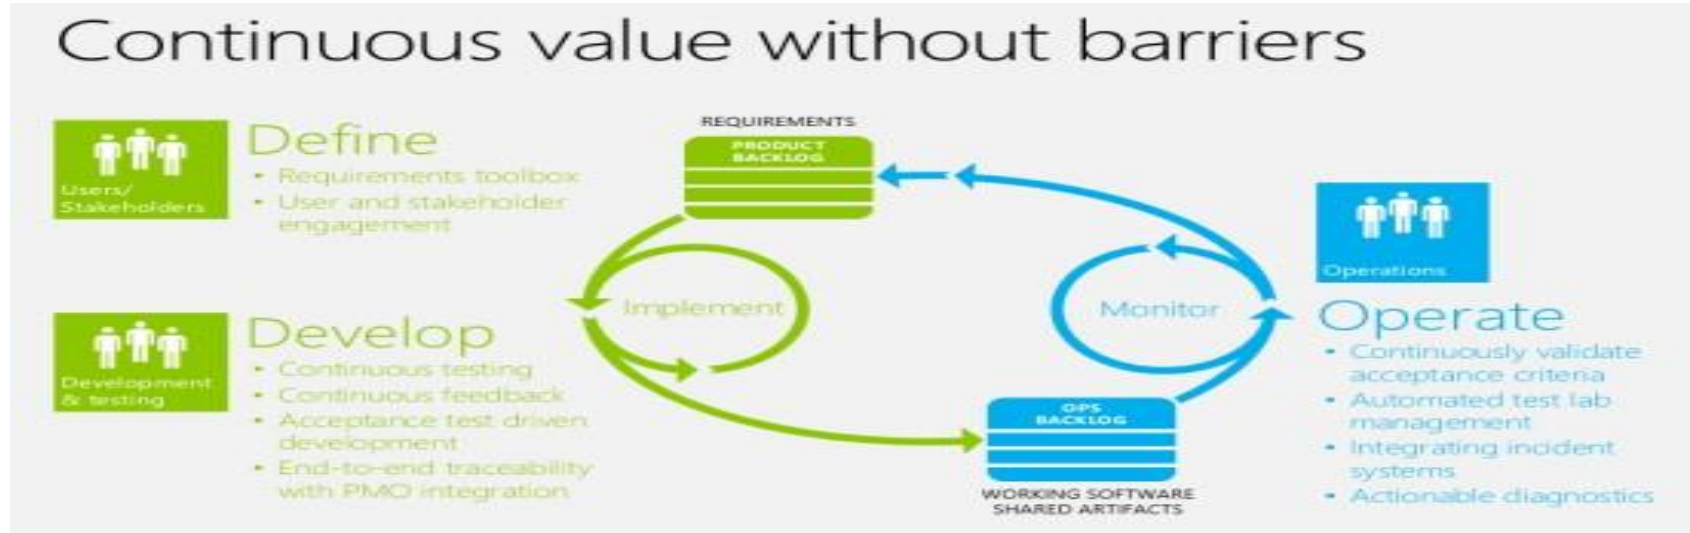 Continuous value without barriers
Users/
Stakeholders
Define
• Requirements toolbox
• User and stakeholder
engagement
Development
& testing
Develop
• Continuous testing
• Continuous feedback
• Acceptance test driven
development
• End-to-end traceability
with PMO integration
REQUIREMENTS
PRODUCT
BACKLOG
Implement
Monitor
OPS
BACKLOG
WORKING SOFTWARE
SHARED ARTIFACTS
Operations
Operate
• Continuously validate
acceptance criteria
• Automated test lab
management
• Integrating incident
systems
• Actionable diagnostics